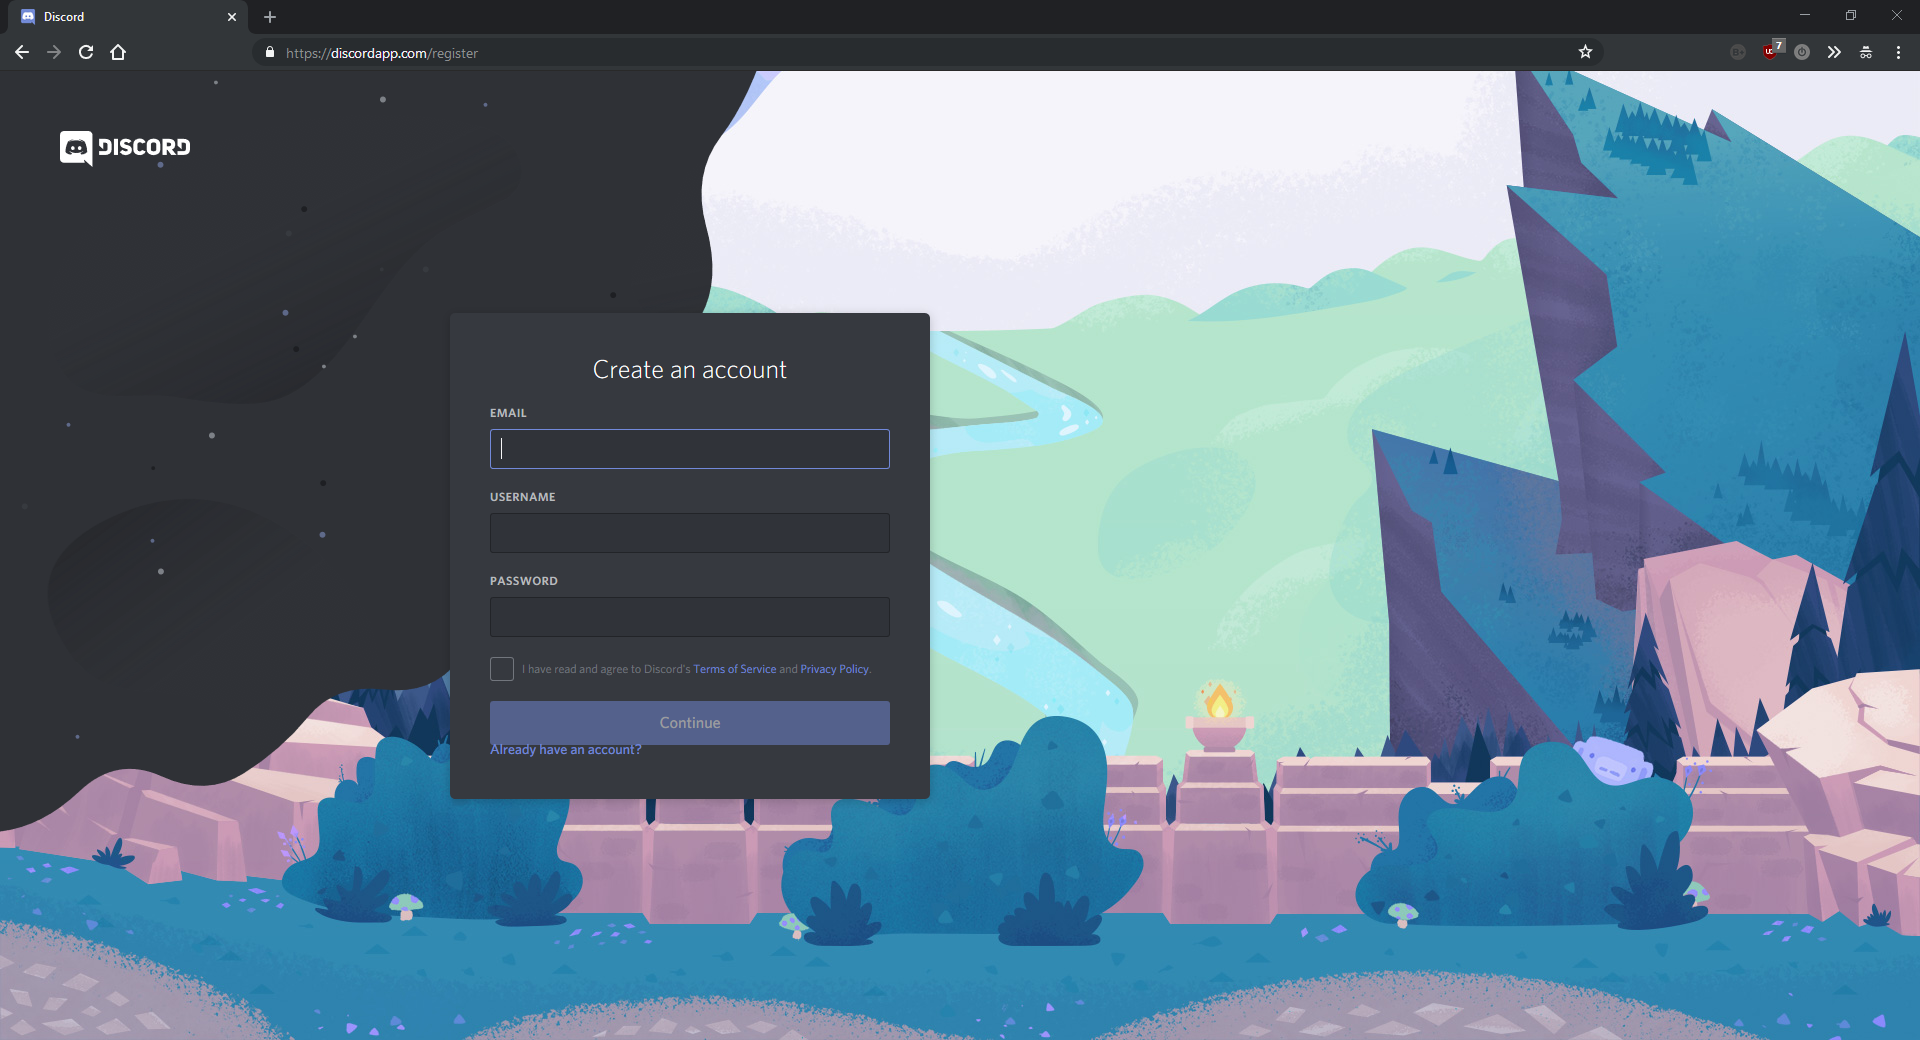 Discord
https://discordapp.com/register
7
DISCORD
Create an account
EMAIL
USERNAME
PASSWORD
I have read and agree to Discord's Terms of Service and Privacy Policy.
Continue
Already have an account?